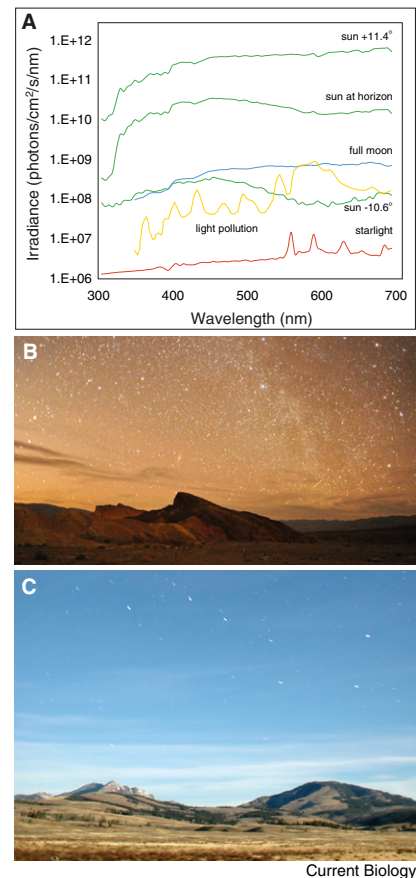 A
Irradiance (photons/cm²/s/nm)
1.E+12
1.E+11
1.E+10
1.E+09
1.E+08
1.E+07
1.E+06
sun +11.4°
sun at horizon
full moon
sun -10.6°
light pollution
starlight
300 400 500 600 700
Wavelength (nm)
B
C
Current Biology